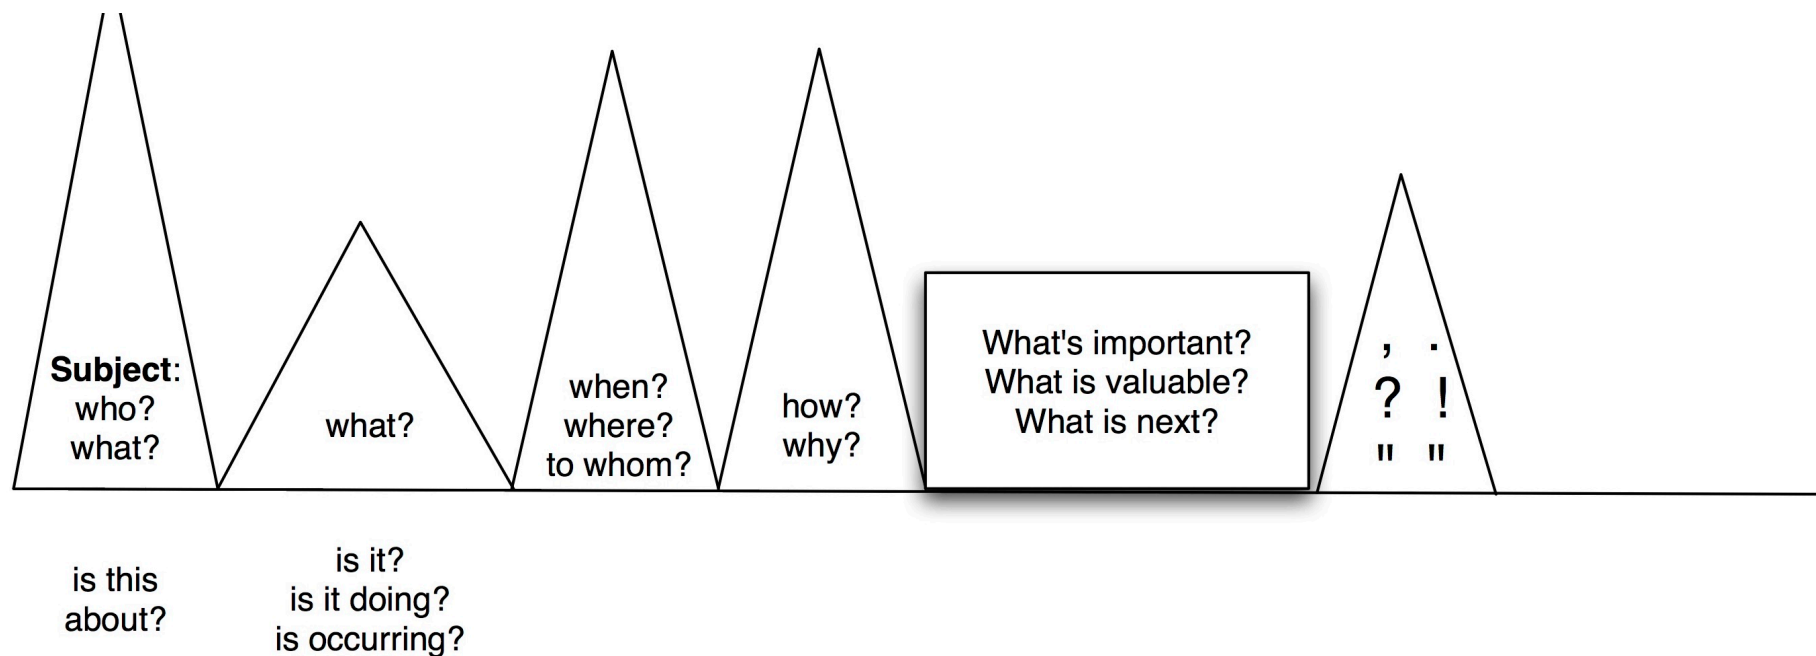 Subject:
who?
what?
what?
when?
where?
to whom?
how?
why?
What's important?
What is valuable?
What is next?
, .
? !
" "
is this
about?
is it?
is it doing?
is occurring?